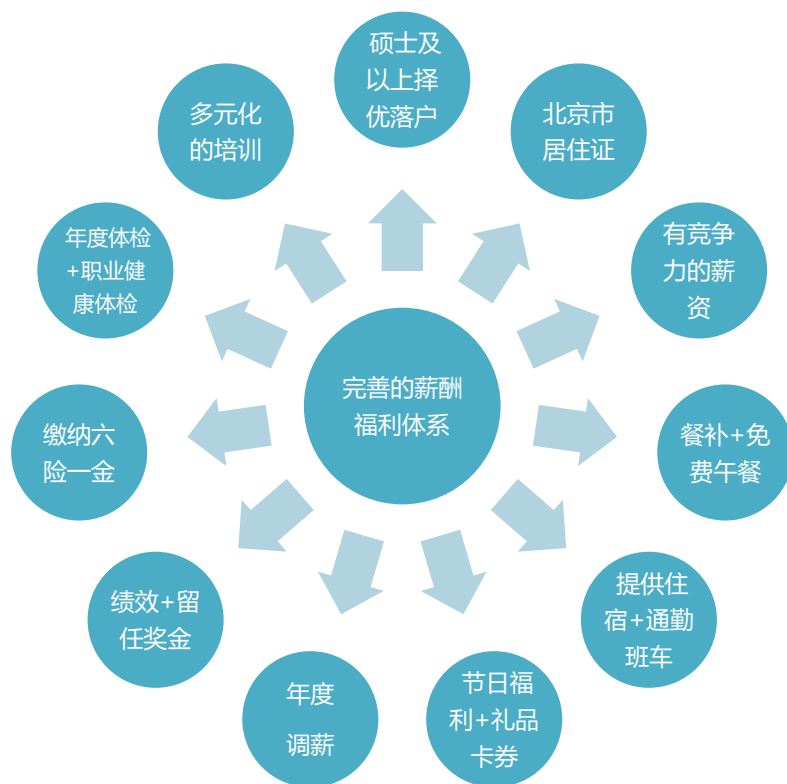 硕士及
以上择
优落户
北京市
居住证
有竞争
力的薪
资
餐补+免
费午餐
提供住
宿+通勤
班车
节日福
利+礼品
卡券
年度
调薪
绩效+留
任奖金
缴纳六
险一金
年度体检
+职业健
康体检
多元化
的培训
完善的薪酬
福利体系